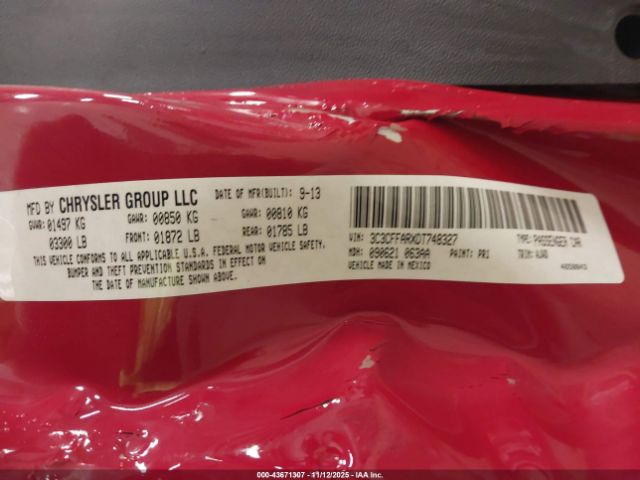 MFD BY CHRYSLER GROUP LLC DATE OF MFR(BUILT): 9-13
GVWR: 01497 KG GAWR: 00850 KG GAWR: 00810 KG
03300 LB FRONT: 01872 LB REAR: 01785 LB
THIS VEHICLE CONFORMS TO ALL APPLICABLE U.S.A. FEDERAL MOTOR VEHICLE SAFETY,
BUMPER AND THEFT PREVENTION STANDARDS IN EFFECT ON
THE DATE OF MANUFACTURE SHOWN ABOVE.
VIN: 3C3CFFARXDT748327 TYPE: PASSENGER CAR
MDH: 090621 063AA PAINT: PR1 TRIM:
VEHICLE MADE IN MEXICO
000-43671307 - 11/12/2025 - IAA Inc.